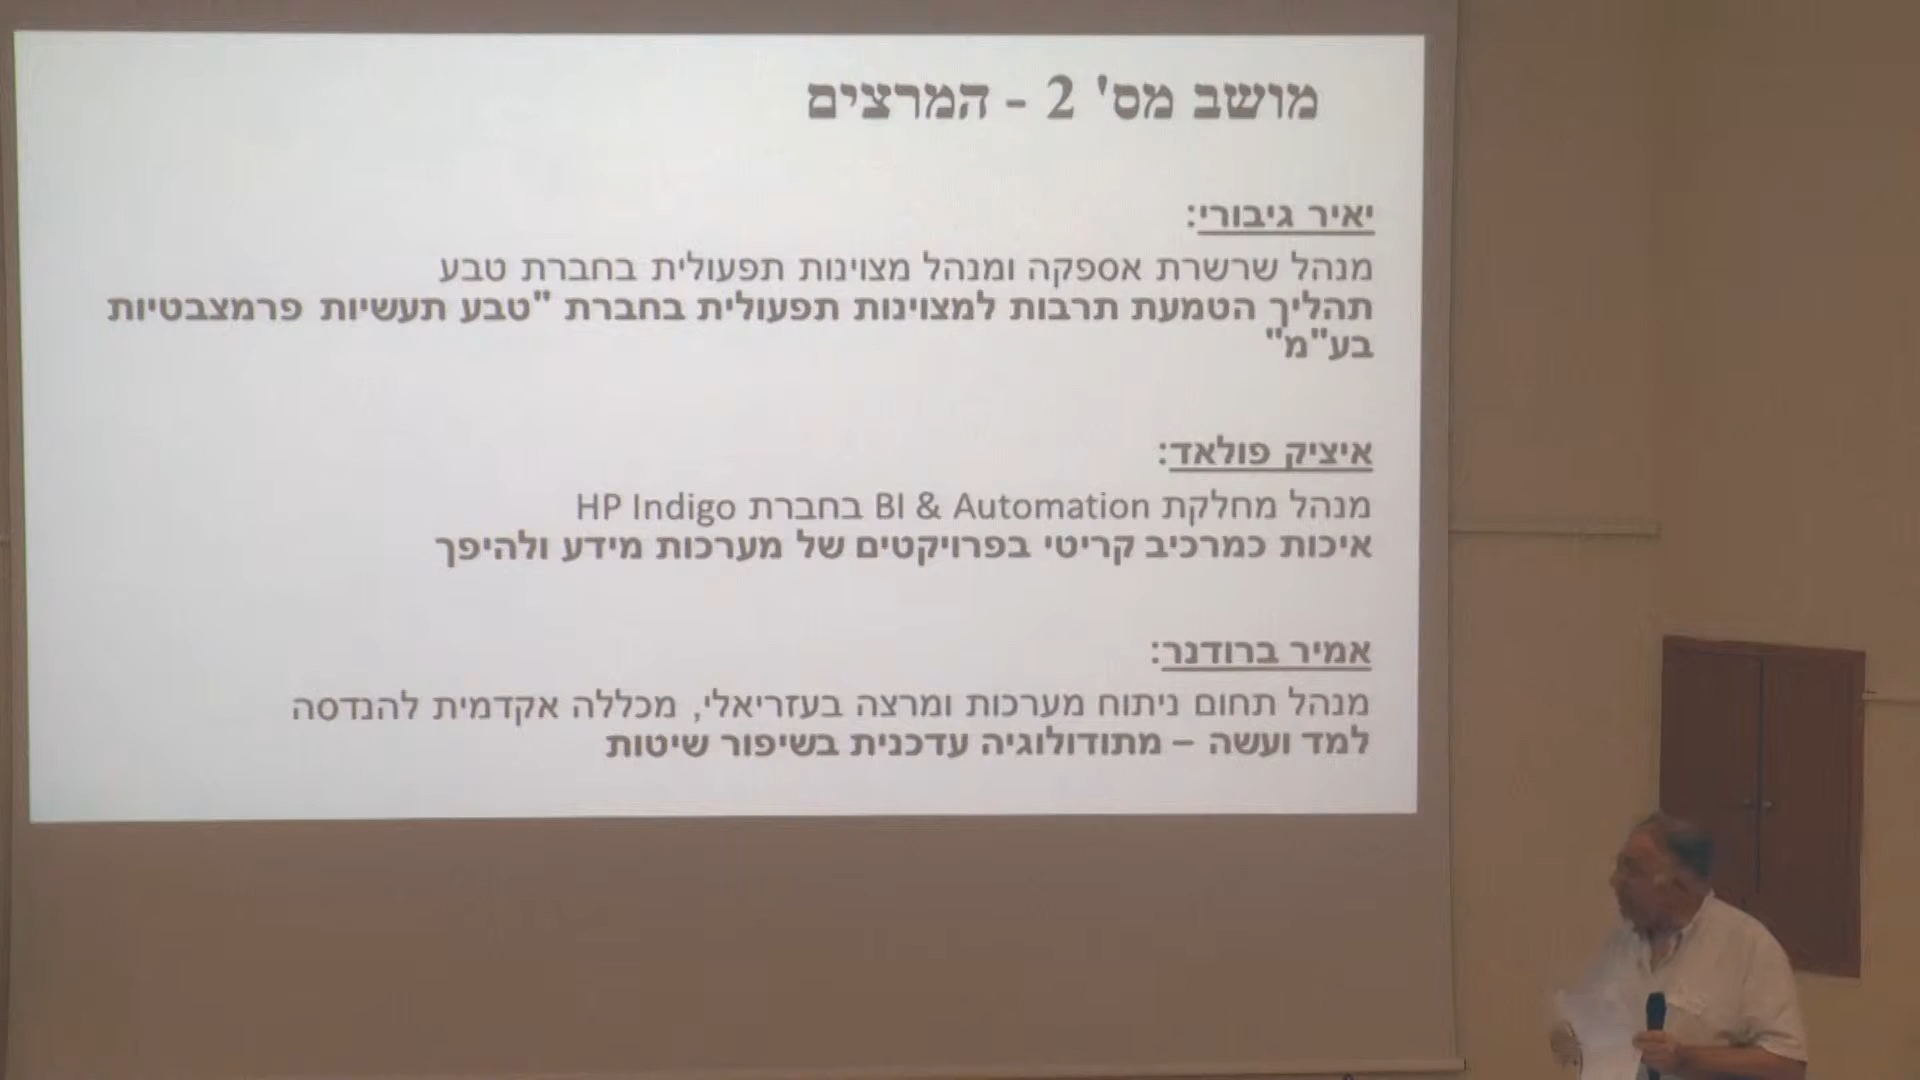 מושב מס' 2 - המרצים
יאיר גיבורי:
מנהל שרשרת אספקה ומנהל מצוינות תפעולית בחברת טבע
תהליך הטמעת תרבות למצוינות תפעולית בחברת "טבע תעשיות פרמצבטיות
בע"מ"
איציק פולאד:
מנהל מחלקת BI & Automation בחברת HP Indigo
איכות כמרכיב קריטי בפרויקטים של מערכות מידע ולהיפך
אמיר ברודנר:
מנהל תחום ניתוח מערכות ומרצה בעזריאלי, מכללה אקדמית להנדסה
למד ועשה – מתודולוגיה עדכנית בשיפור שיטות